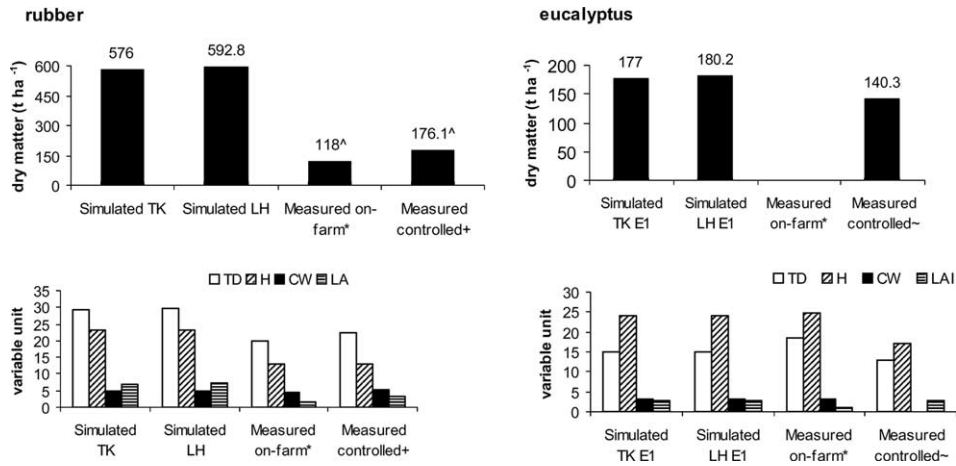 rubber
dry matter (t ha -1)
600
450
300
150
0
576
592.8
118^
176.1^
Simulated TK
Simulated LH
Measured on-
farm*
Measured
controlled+
eucalyptus
dry matter (t ha -1)
200
150
100
50
0
177
180.2
140.3
Simulated
TK E1
Simulated
LH E1
Measured
on-farm*
Measured
controlled~
TD H CW LA
variable unit
35
30
25
20
15
10
5
0
Simulated
TK
Simulated
LH
Measured
on-farm*
Measured
controlled+
TD H CW LAI
variable unit
30
25
20
15
10
5
0
Simulated
TK E1
Simulated
LH E1
Measured
on-farm*
Measured
controlled~